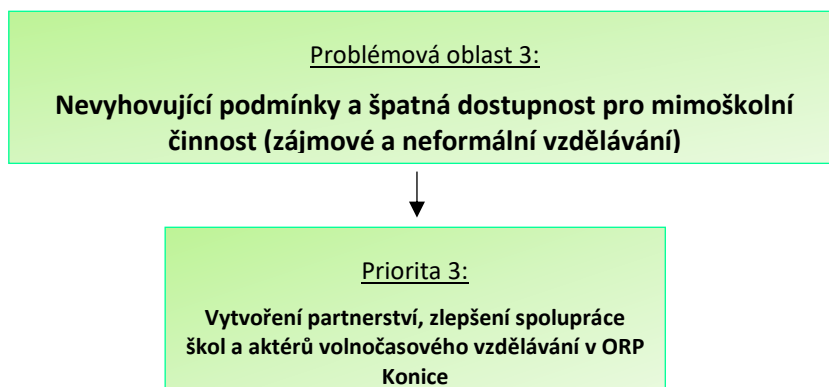 Problémová oblast 3:
Nevyhovující podmínky a špatná dostupnost pro mimoškolní
činnost (zájmové a neformální vzdělávání)
Priorita 3:
Vytvoření partnerství, zlepšení spolupráce
škol a aktérů volnočasového vzdělávání v ORP
Konice